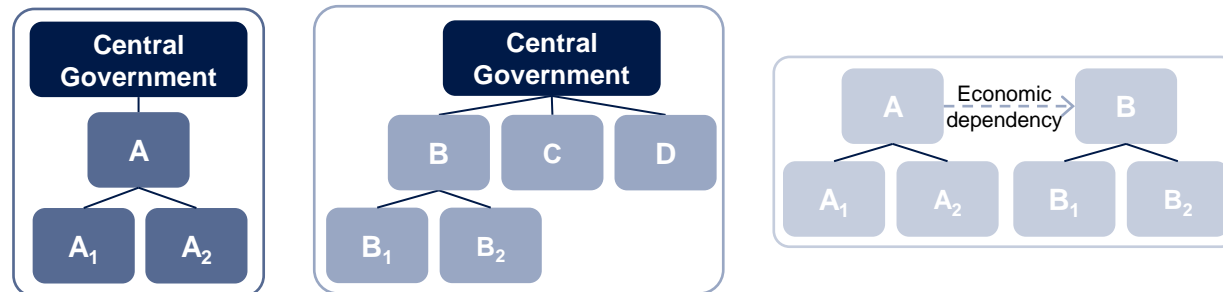 Central
Government
A
A₁
A₂
Central
Government
B
C
D
B₁
B₂
A
Economic
dependency
B
A₁
A₂
B₁
B₂